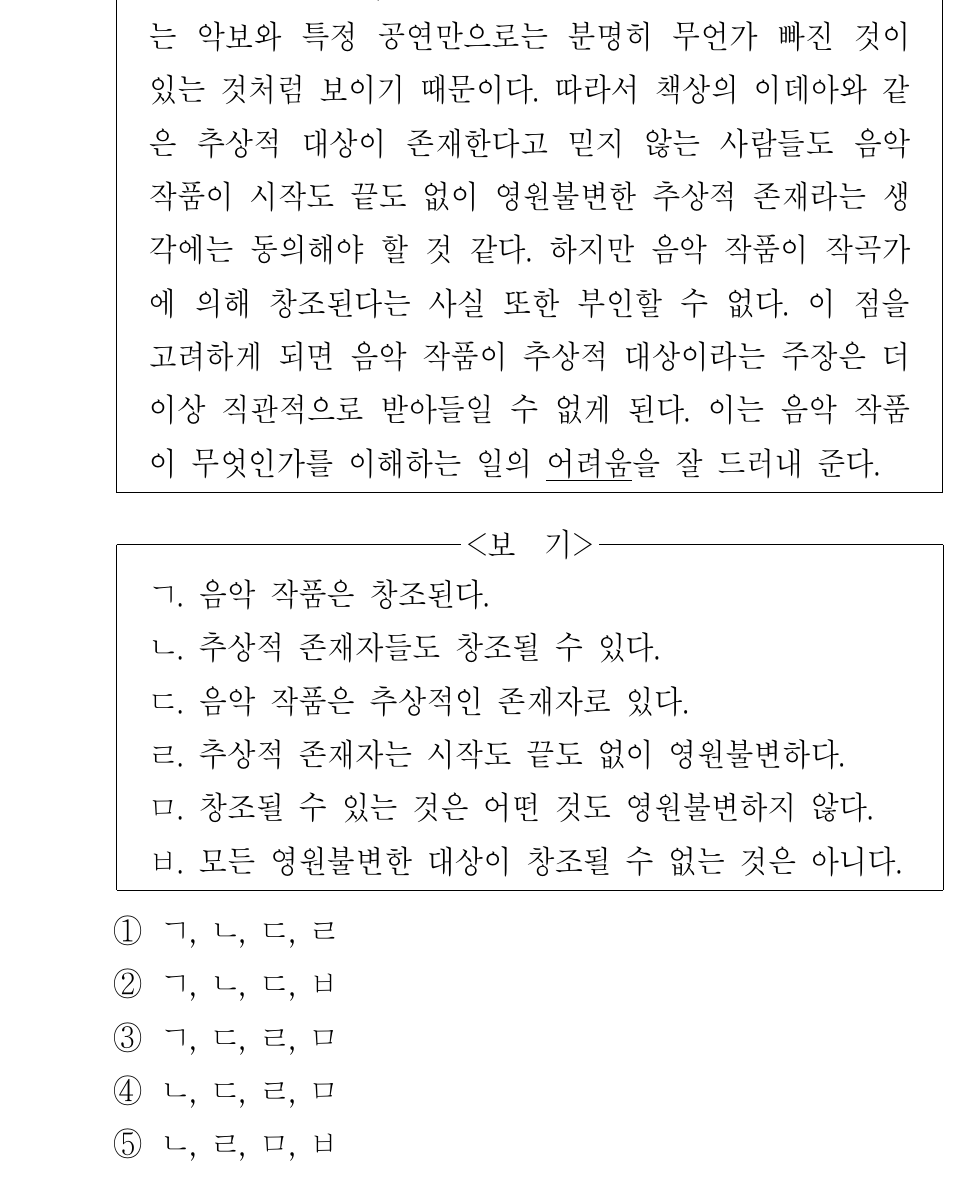 는 악보와 특정 공연만으로는 분명히 무언가 빠진 것이
있는 것처럼 보이기 때문이다. 따라서 책상의 이데아와 같
은 추상적 대상이 존재한다고 믿지 않는 사람들도 음악
작품이 시작도 끝도 없이 영원불변한 추상적 존재라는 생
각에는 동의해야 할 것 같다. 하지만 음악 작품이 작곡가
에 의해 창조된다는 사실 또한 부인할 수 없다. 이 점을
고려하게 되면 음악 작품이 추상적 대상이라는 주장은 더
이상 직관적으로 받아들일 수 없게 된다. 이는 음악 작품
이 무엇인가를 이해하는 일의 어려움을 잘 드러내 준다.
<보 기>
ㄱ. 음악 작품은 창조된다.
ㄴ. 추상적 존재자들도 창조될 수 있다.
ㄷ. 음악 작품은 추상적인 존재자로 있다.
ㄹ. 추상적 존재자는 시작도 끝도 없이 영원불변하다.
ㅁ. 창조될 수 있는 것은 어떤 것도 영원불변하지 않다.
ㅂ. 모든 영원불변한 대상이 창조될 수 없는 것은 아니다.
① ㄱ, ㄴ, ㄷ, ㄹ
② ㄱ, ㄴ, ㄷ, ㅂ
③ ㄱ, ㄷ, ㄹ, ㅁ
④ ㄴ, ㄷ, ㄹ, ㅁ
⑤ ㄴ, ㄹ, ㅁ, ㅂ